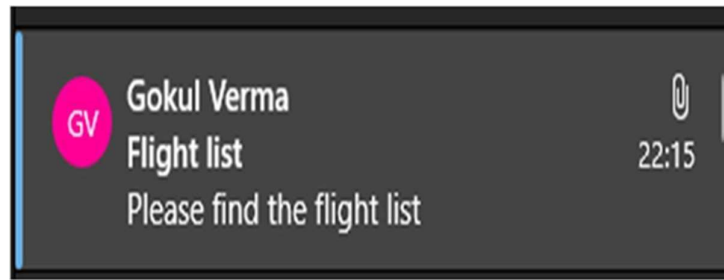 GV
Gokul Verma
Flight list
22:15
Please find the flight list